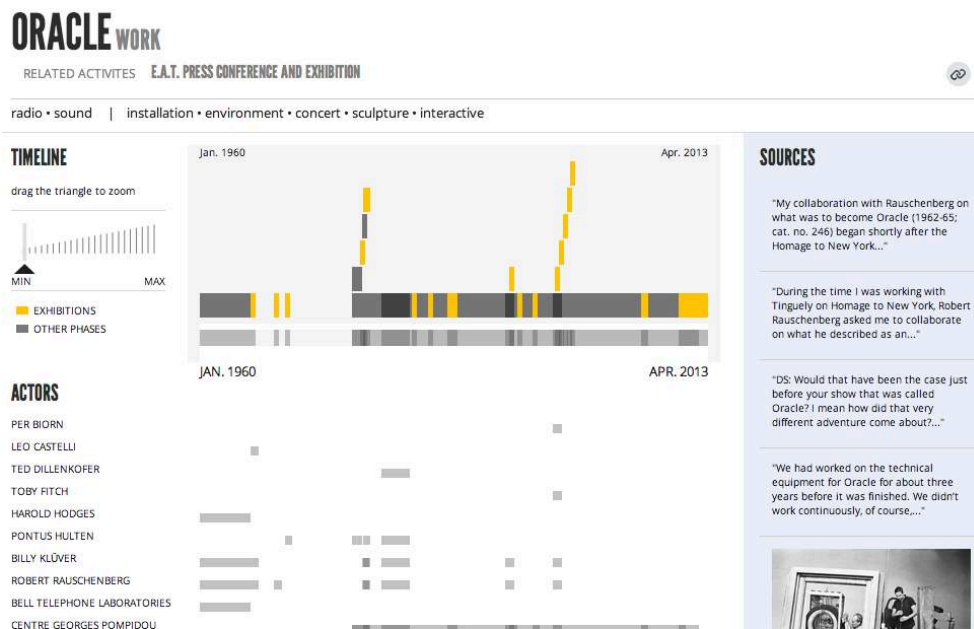 ORACLE WORK
RELATED ACTIVITES E.A.T. PRESS CONFERENCE AND EXHIBITION
radio • sound | installation • environment • concert • sculpture • interactive
TIMELINE
drag the triangle to zoom
MIN MAX
EXHIBITIONS
OTHER PHASES
Jan. 1960 Apr. 2013
JAN. 1960 APR. 2013
ACTORS
PER BIORN
LEO CASTELLI
TED DILLENKOFER
TOBY FITCH
HAROLD HODGES
PONTUS HULTEN
BILLY KLÜVER
ROBERT RAUSCHENBERG
BELL TELEPHONE LABORATORIES
CENTRE GEORGES POMPIDOU
SOURCES
"My collaboration with Rauschenberg on
what was to become Oracle (1962-65;
cat. no. 246) began shortly after the
Homage to New York..."
"During the time I was working with
Tinguely on Homage to New York, Robert
Rauschenberg asked me to collaborate
on what he described as an..."
"DS: Would that have been the case just
before your show that was called
Oracle? I mean how did that very
different adventure come about?..."
"We had worked on the technical
equipment for Oracle for about three
years before it was finished. We didn't
work continuously, of course,..."